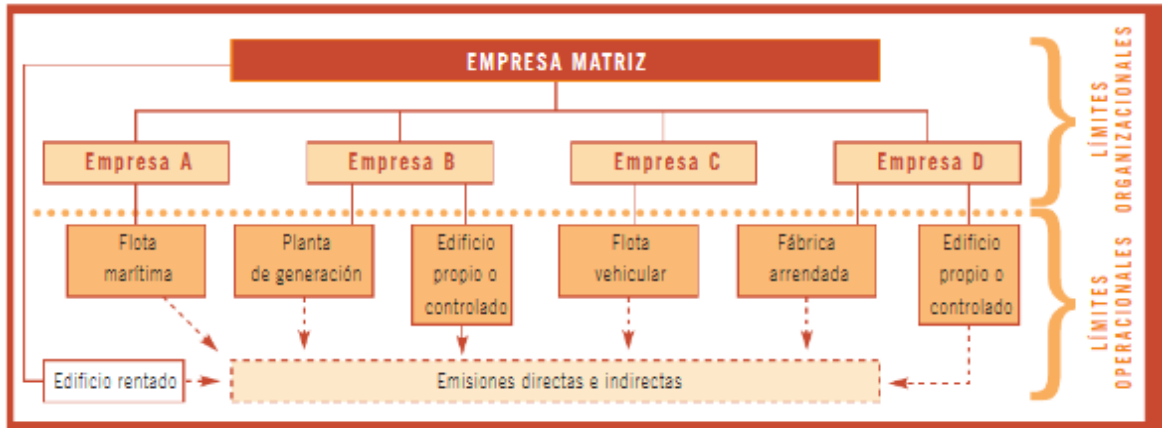 EMPRESA MATRIZ
Empresa A
Empresa B
Empresa C
Empresa D
Flota
marítima
Planta
de generación
Edificio
propio o
controlado
Flota
vehicular
Fábrica
arrendada
Edificio
propio o
controlado
Edificio rentado
Emisiones directas e indirectas
LÍMITES
ORGANIZACIONALES
LÍMITES
OPERACIONALES